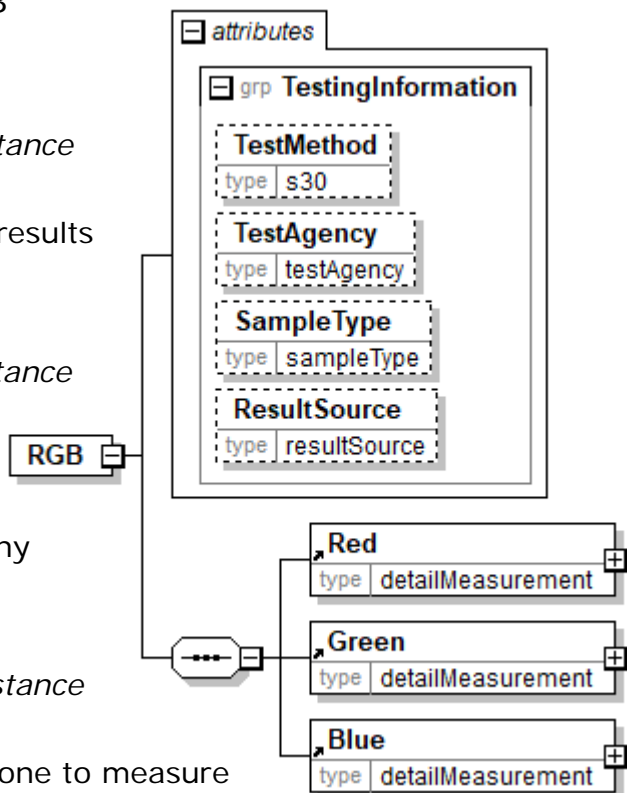 attributes
grp TestingInformation
TestMethod
type s30
tance
results
TestAgency
type testAgency
SampleType
type sampleType
tance
ResultSource
type resultSource
RGB
ny
Red
type detailMeasurement
Green
type detailMeasurement
stance
Blue
type detailMeasurement
one to measure